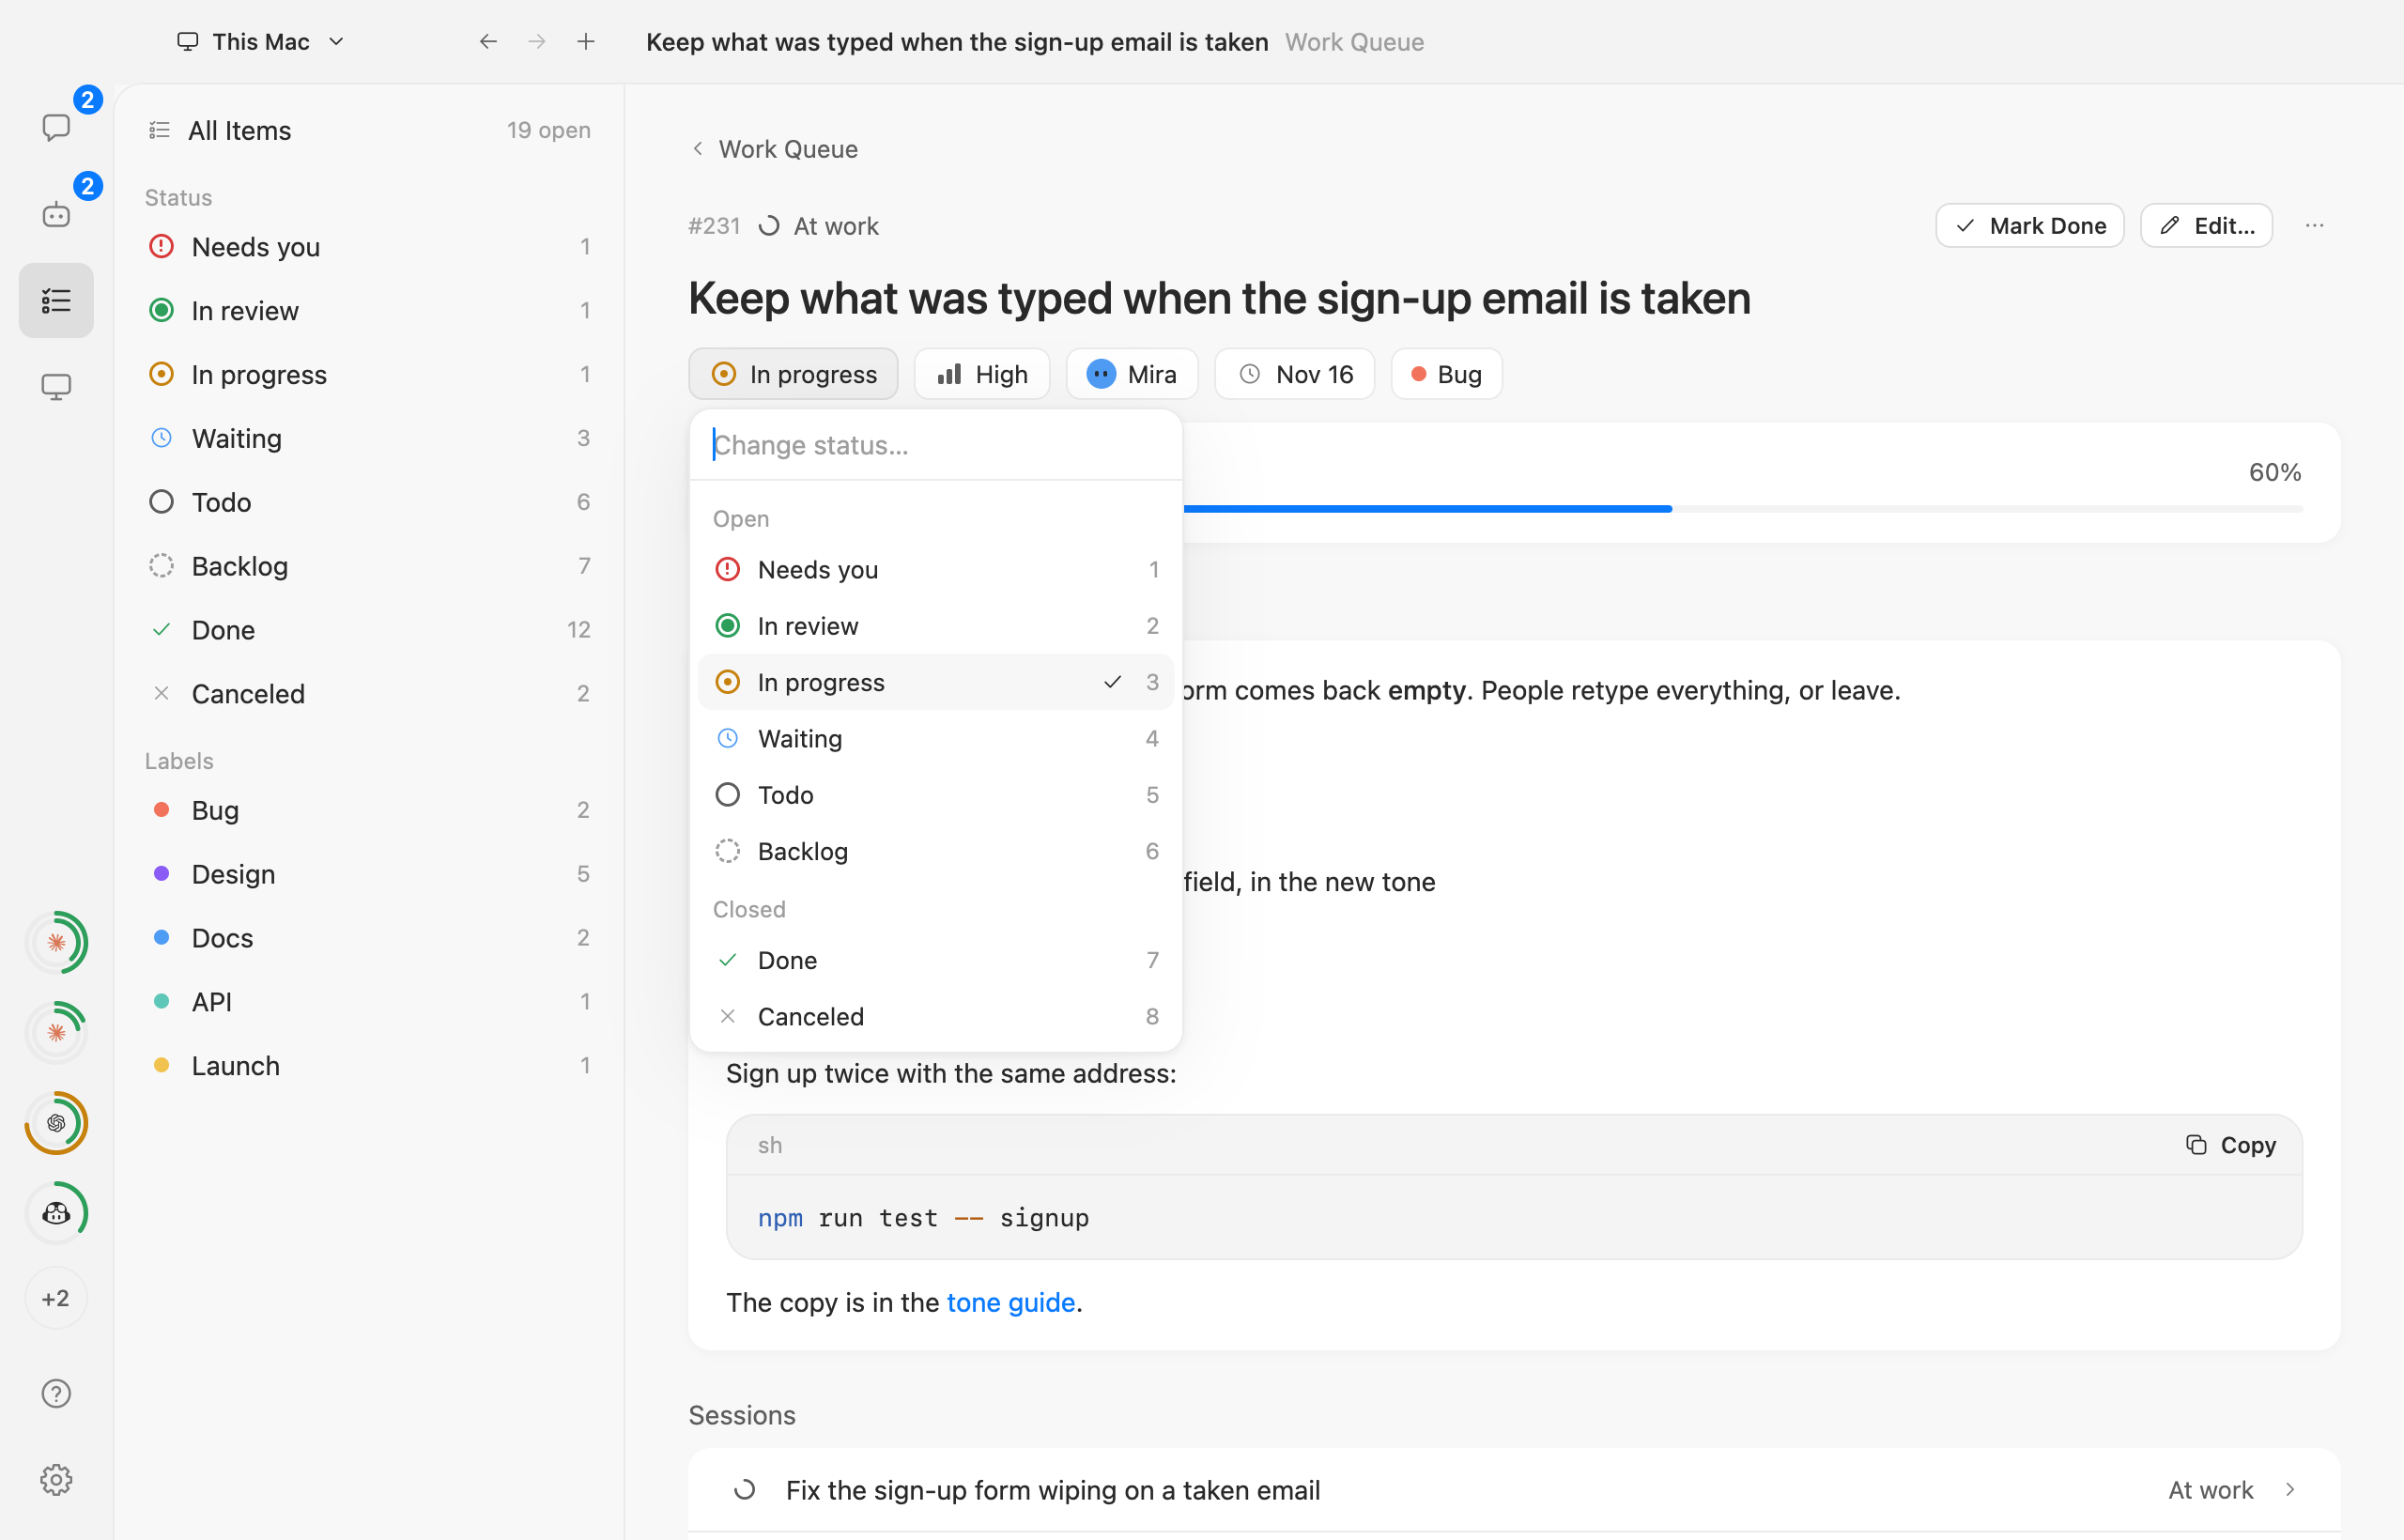 This Mac
Keep what was typed when the sign-up email is taken Work Queue
2
2
All Items 19 open
Status
Needs you 1
In review 1
In progress 1
Waiting 3
Todo 6
Backlog 7
Done 12
Canceled 2
Labels
Bug 2
Design 5
Docs 2
API 1
Launch 1
+2
Work Queue
#231 At work
Mark Done
Edit...
Keep what was typed when the sign-up email is taken
In progress High Mira Nov 16 Bug
60%
Change status...
Open
Needs you 1
In review 2
In progress 3
Waiting 4
Todo 5
Backlog 6
Closed
Done 7
Canceled 8
orm comes back empty. People retype everything, or leave.
field, in the new tone
Sign up twice with the same address:
sh Copy
npm run test -- signup
The copy is in the tone guide.
Sessions
Fix the sign-up form wiping on a taken email At work